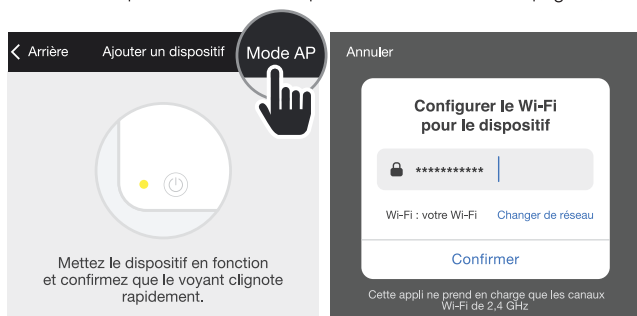 Arrière Ajouter un dispositif Mode AP
Mettez le dispositif en fonction
et confirmez que le voyant clignote
rapidement.
Annuler
Configurer le Wi-Fi
pour le dispositif
***********
Wi-Fi : votre Wi-Fi Changer de réseau
Confirmer
Cette appli ne prend en charge que les canaux
Wi-Fi de 2,4 GHz